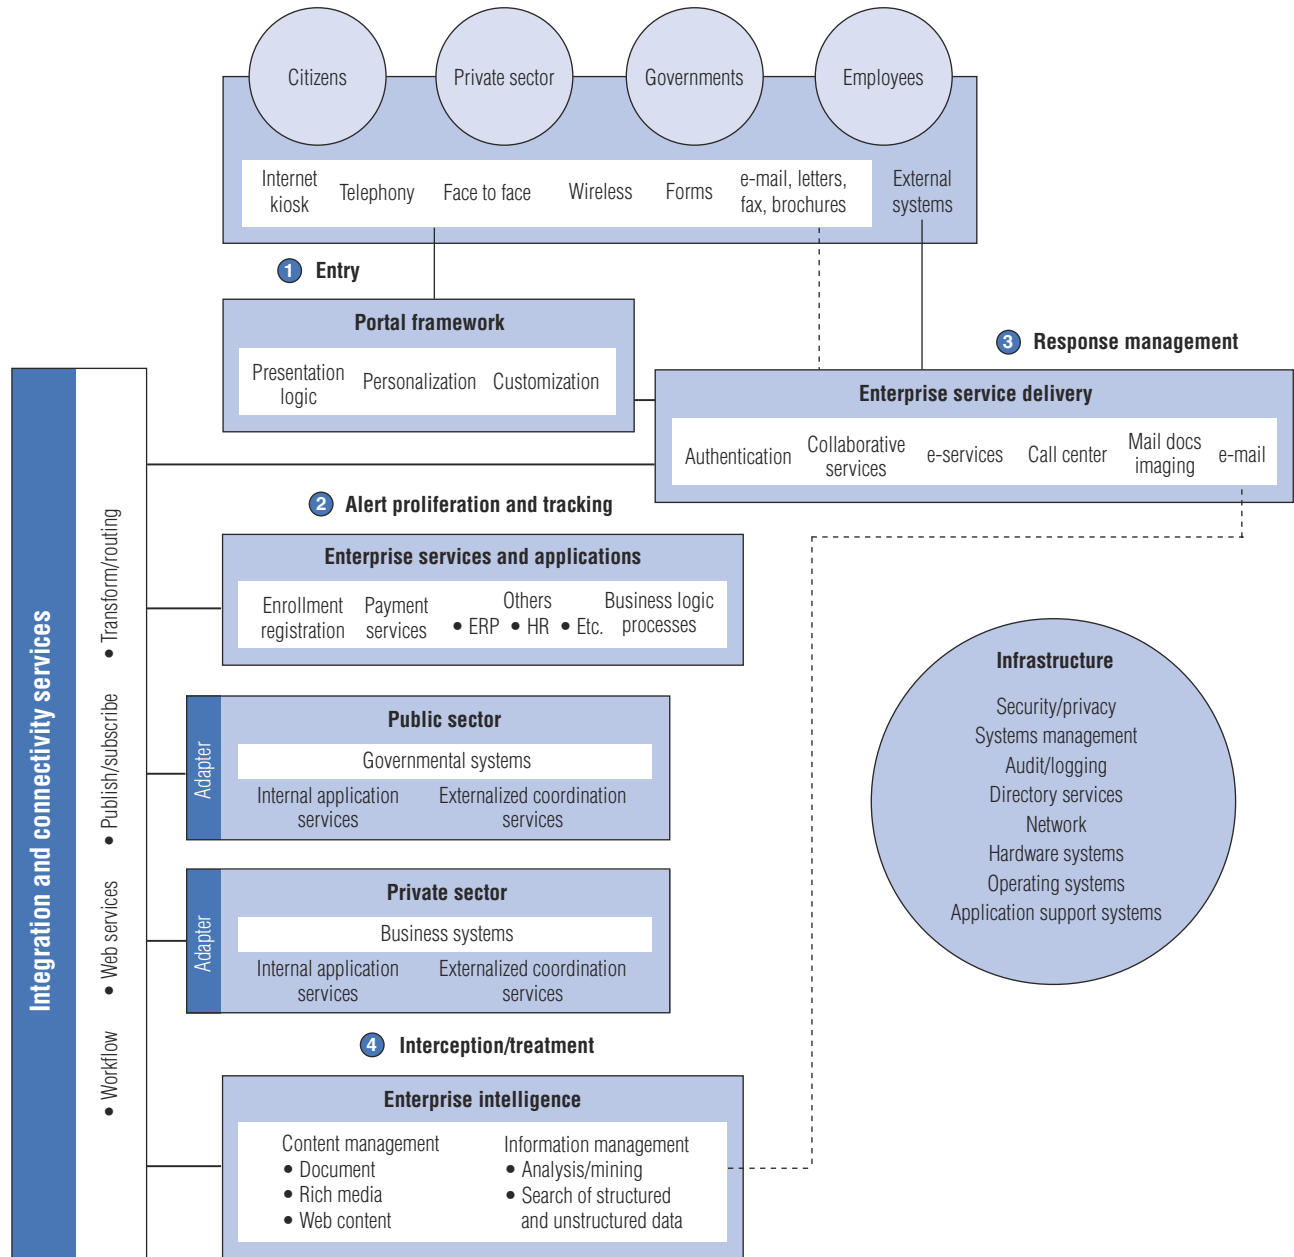 Citizens
Private sector
Governments
Employees
Internet
kiosk
Telephony
Face to face
Wireless
Forms
e-mail, letters,
fax, brochures
External
systems
1 Entry
Portal framework
Presentation
logic
Personalization
Customization
3 Response management
Enterprise service delivery
Authentication
Collaborative
services
e-services
Call center
Mail docs
imaging
e-mail
2 Alert proliferation and tracking
Enterprise services and applications
Enrollment
registration
Payment
services
Others
• ERP • HR • Etc.
Business logic
processes
Integration and connectivity services
• Workflow • Web services • Publish/subscribe • Transform/routing
Adapter
Public sector
Governmental systems
Internal application
services
Externalized coordination
services
Adapter
Private sector
Business systems
Internal application
services
Externalized coordination
services
4 Interception/treatment
Enterprise intelligence
Content management
• Document
• Rich media
• Web content
Information management
• Analysis/mining
• Search of structured
and unstructured data
Infrastructure
Security/privacy
Systems management
Audit/logging
Directory services
Network
Hardware systems
Operating systems
Application support systems